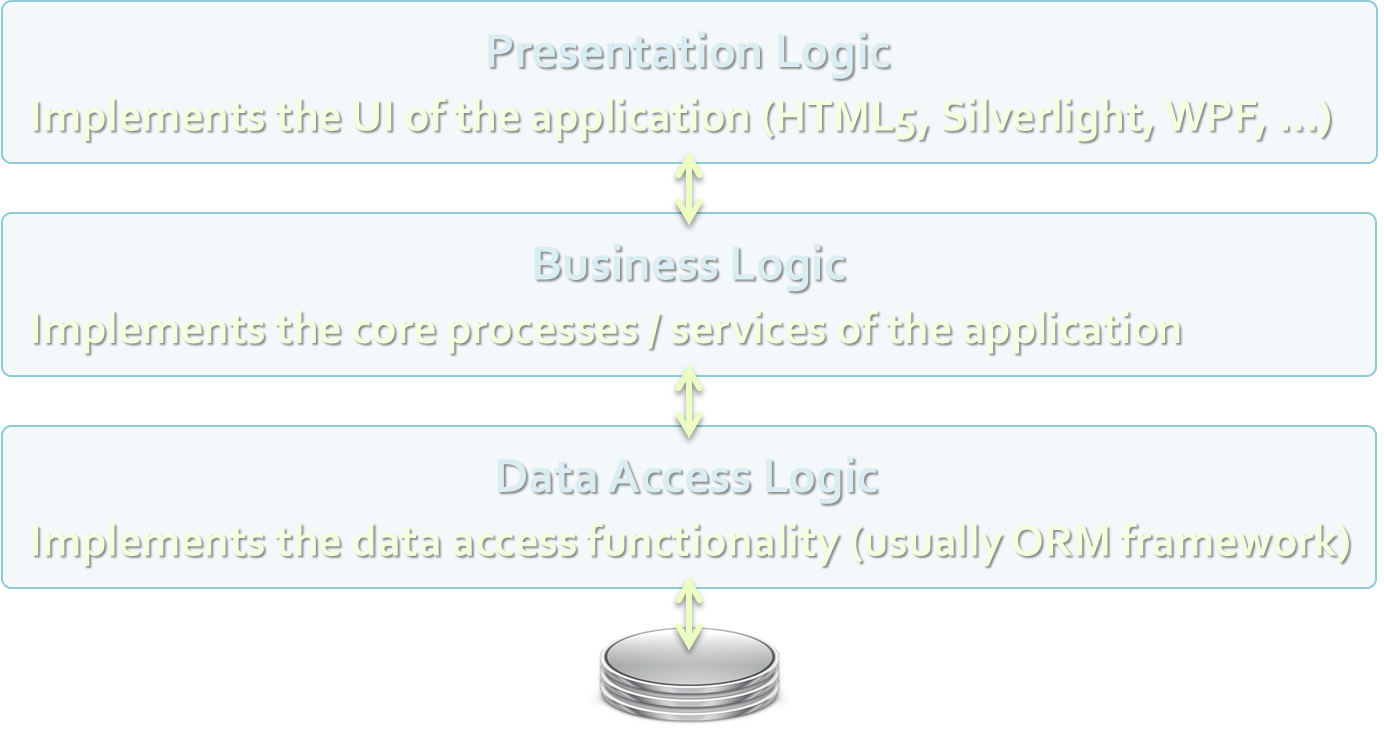 Presentation Logic
Implements the UI of the application (HTML5, Silverlight, WPF, …)
Business Logic
Implements the core processes / services of the application
Data Access Logic
Implements the data access functionality (usually ORM framework)